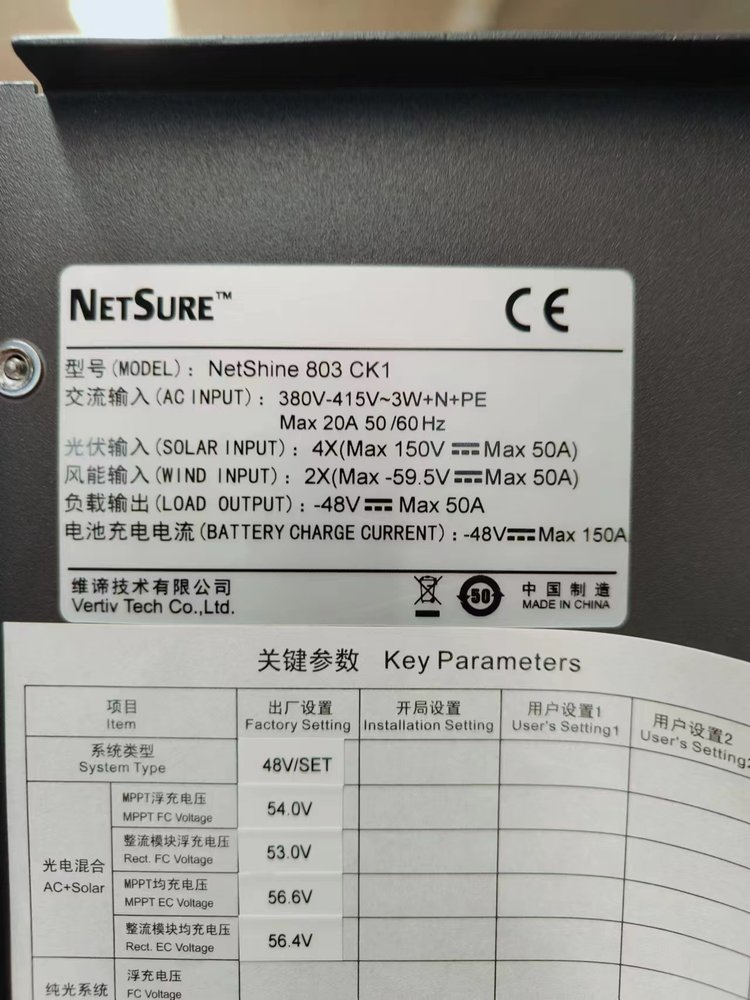 NETSURE™
CE
型号(MODEL): NetShine 803 CK1
交流输入(AC INPUT): 380V-415V~3W+N+PE
Max 20A 50/60Hz
光伏输入(SOLAR INPUT): 4X(Max 150V ⎓ Max 50A)
风能输入(WIND INPUT): 2X(Max -59.5V ⎓ Max 50A)
负载输出(LOAD OUTPUT): -48V ⎓ Max 50A
电池充电电流(BATTERY CHARGE CURRENT): -48V ⎓ Max 150A
维谛技术有限公司
Vertiv Tech Co.,Ltd.
50
中国制造
MADE IN CHINA
关键参数 Key Parameters
项目
Item
出厂设置
Factory Setting
开局设置
Installation Setting
用户设置1
User's Setting1
用户设置2
User's Setting2
系统类型
System Type
48V/SET
光电混合
AC+Solar
MPPT浮充电压
MPPT FC Voltage
54.0V
整流模块浮充电压
Rect. FC Voltage
53.0V
MPPT均充电压
MPPT EC Voltage
56.6V
整流模块均充电压
Rect. EC Voltage
56.4V
纯光系统
浮充电压
FC Voltage